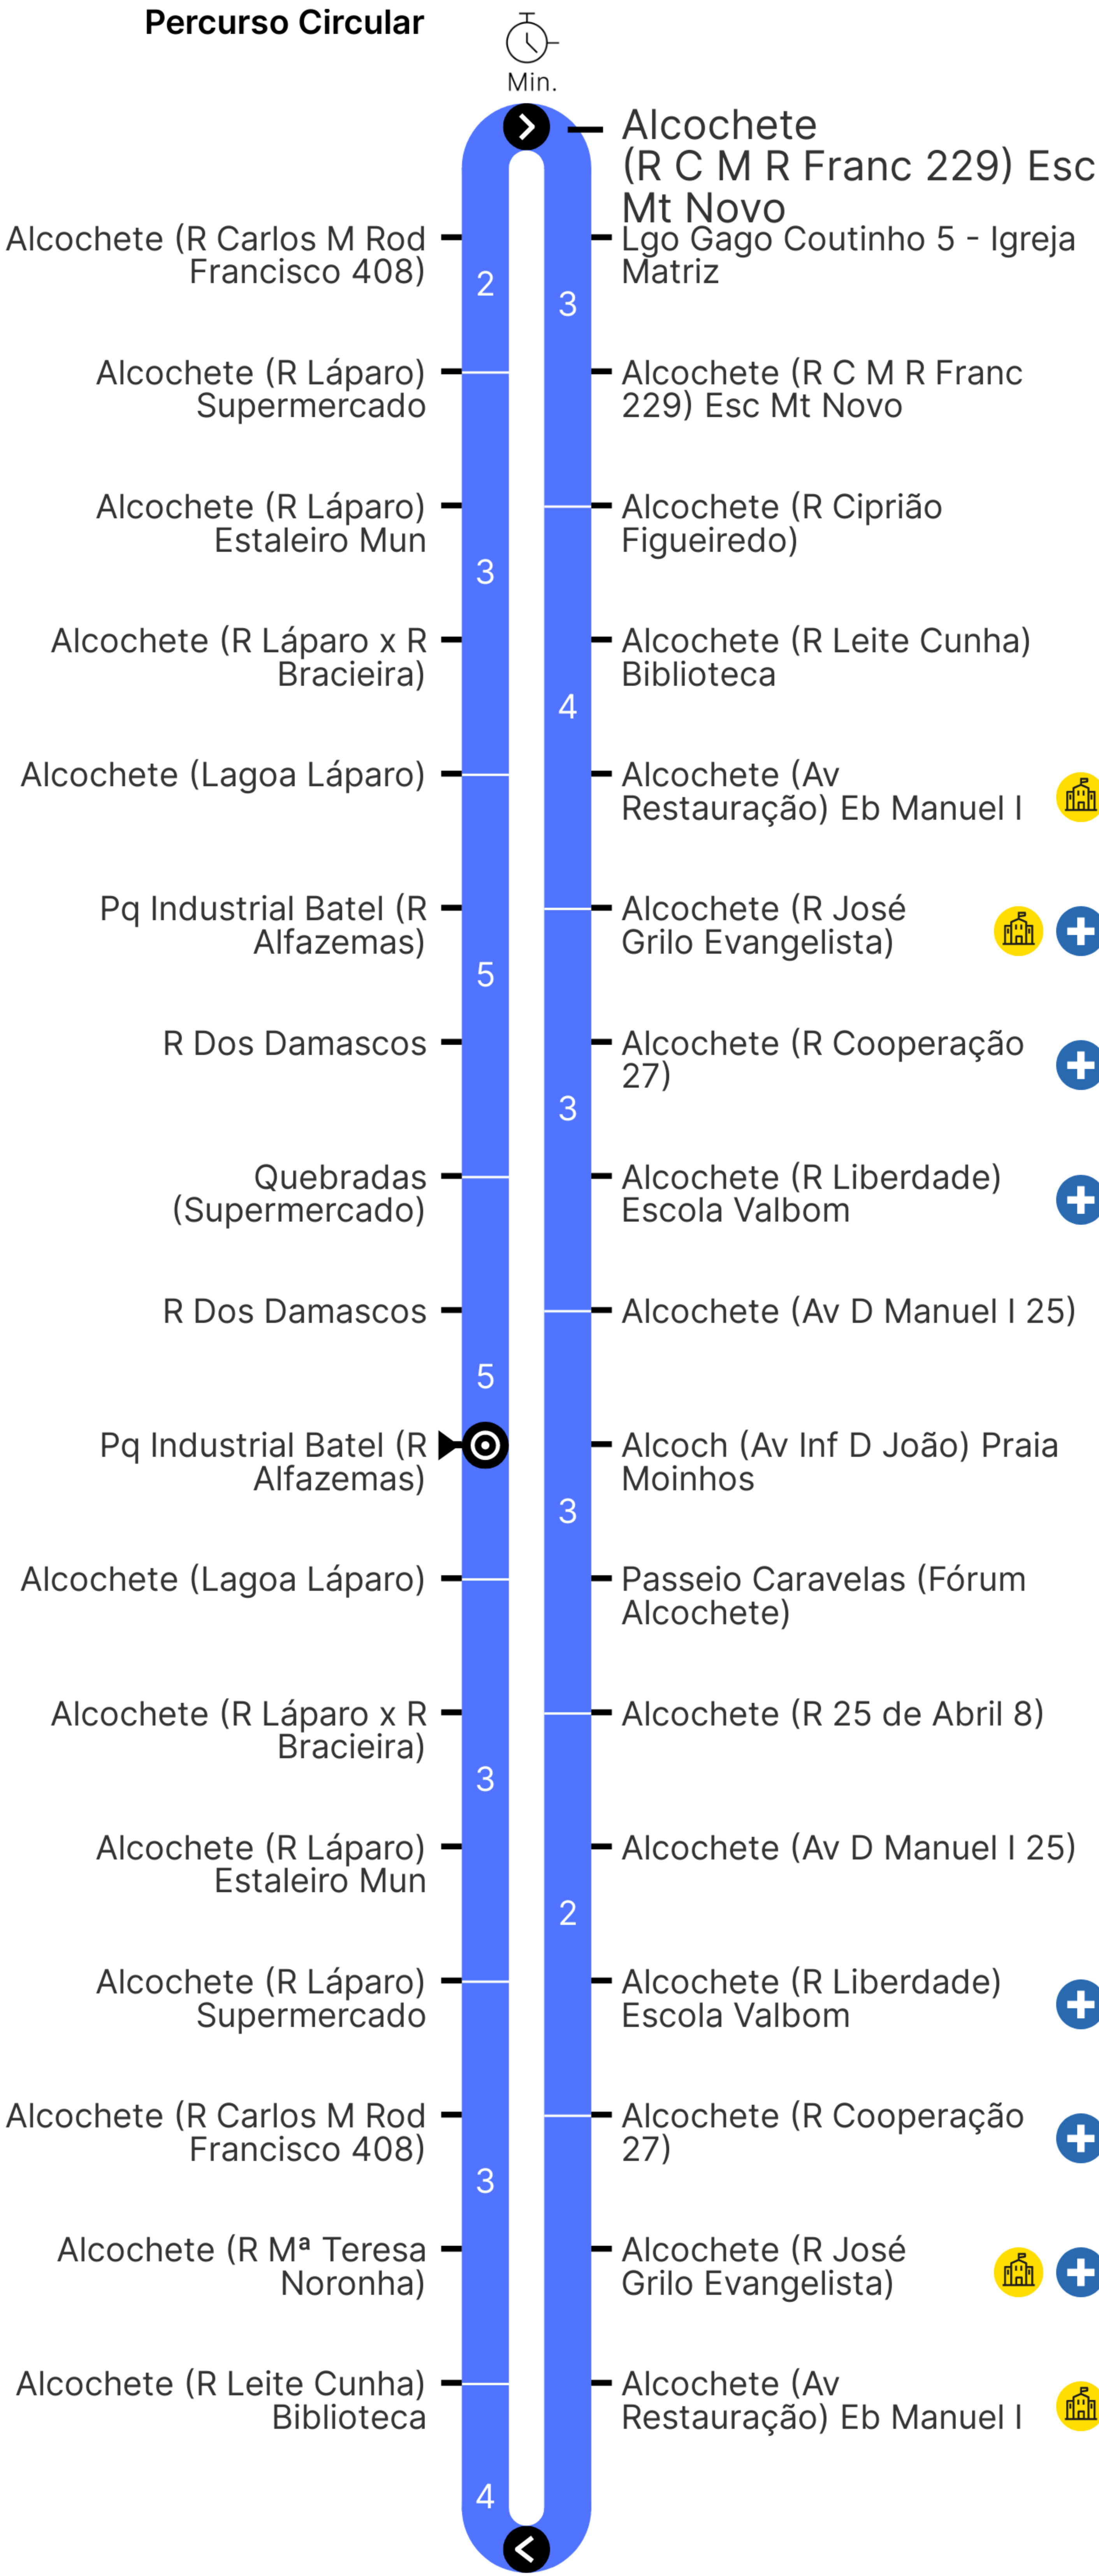 Percurso Circular
Min.
Alcochete
(R C M R Franc 229) Esc
Mt Novo
Lgo Gago Coutinho 5 - Igreja
Matriz
3
Alcochete (R C M R Franc
229) Esc Mt Novo
Alcochete (R Ciprião
Figueiredo)
Alcochete (R Leite Cunha)
Biblioteca
4
Alcochete (Av
Restauração) Eb Manuel I
Alcochete (R José
Grilo Evangelista)
Alcochete (R Cooperação
27)
3
Alcochete (R Liberdade)
Escola Valbom
Alcochete (Av D Manuel I 25)
Alcoch (Av Inf D João) Praia
Moinhos
3
Passeio Caravelas (Fórum
Alcochete)
Alcochete (R 25 de Abril 8)
Alcochete (Av D Manuel I 25)
2
Alcochete (R Liberdade)
Escola Valbom
Alcochete (R Cooperação
27)
Alcochete (R José
Grilo Evangelista)
Alcochete (Av
Restauração) Eb Manuel I
Alcochete (R Carlos M Rod
Francisco 408)
2
Alcochete (R Láparo)
Supermercado
Alcochete (R Láparo)
Estaleiro Mun
3
Alcochete (R Láparo x R
Bracieira)
Alcochete (Lagoa Láparo)
Pq Industrial Batel (R
Alfazemas)
5
R Dos Damascos
Quebradas
(Supermercado)
R Dos Damascos
5
Pq Industrial Batel (R
Alfazemas)
Alcochete (Lagoa Láparo)
Alcochete (R Láparo x R
Bracieira)
3
Alcochete (R Láparo)
Estaleiro Mun
Alcochete (R Láparo)
Supermercado
Alcochete (R Carlos M Rod
Francisco 408)
3
Alcochete (R Mª Teresa
Noronha)
Alcochete (R Leite Cunha)
Biblioteca
4